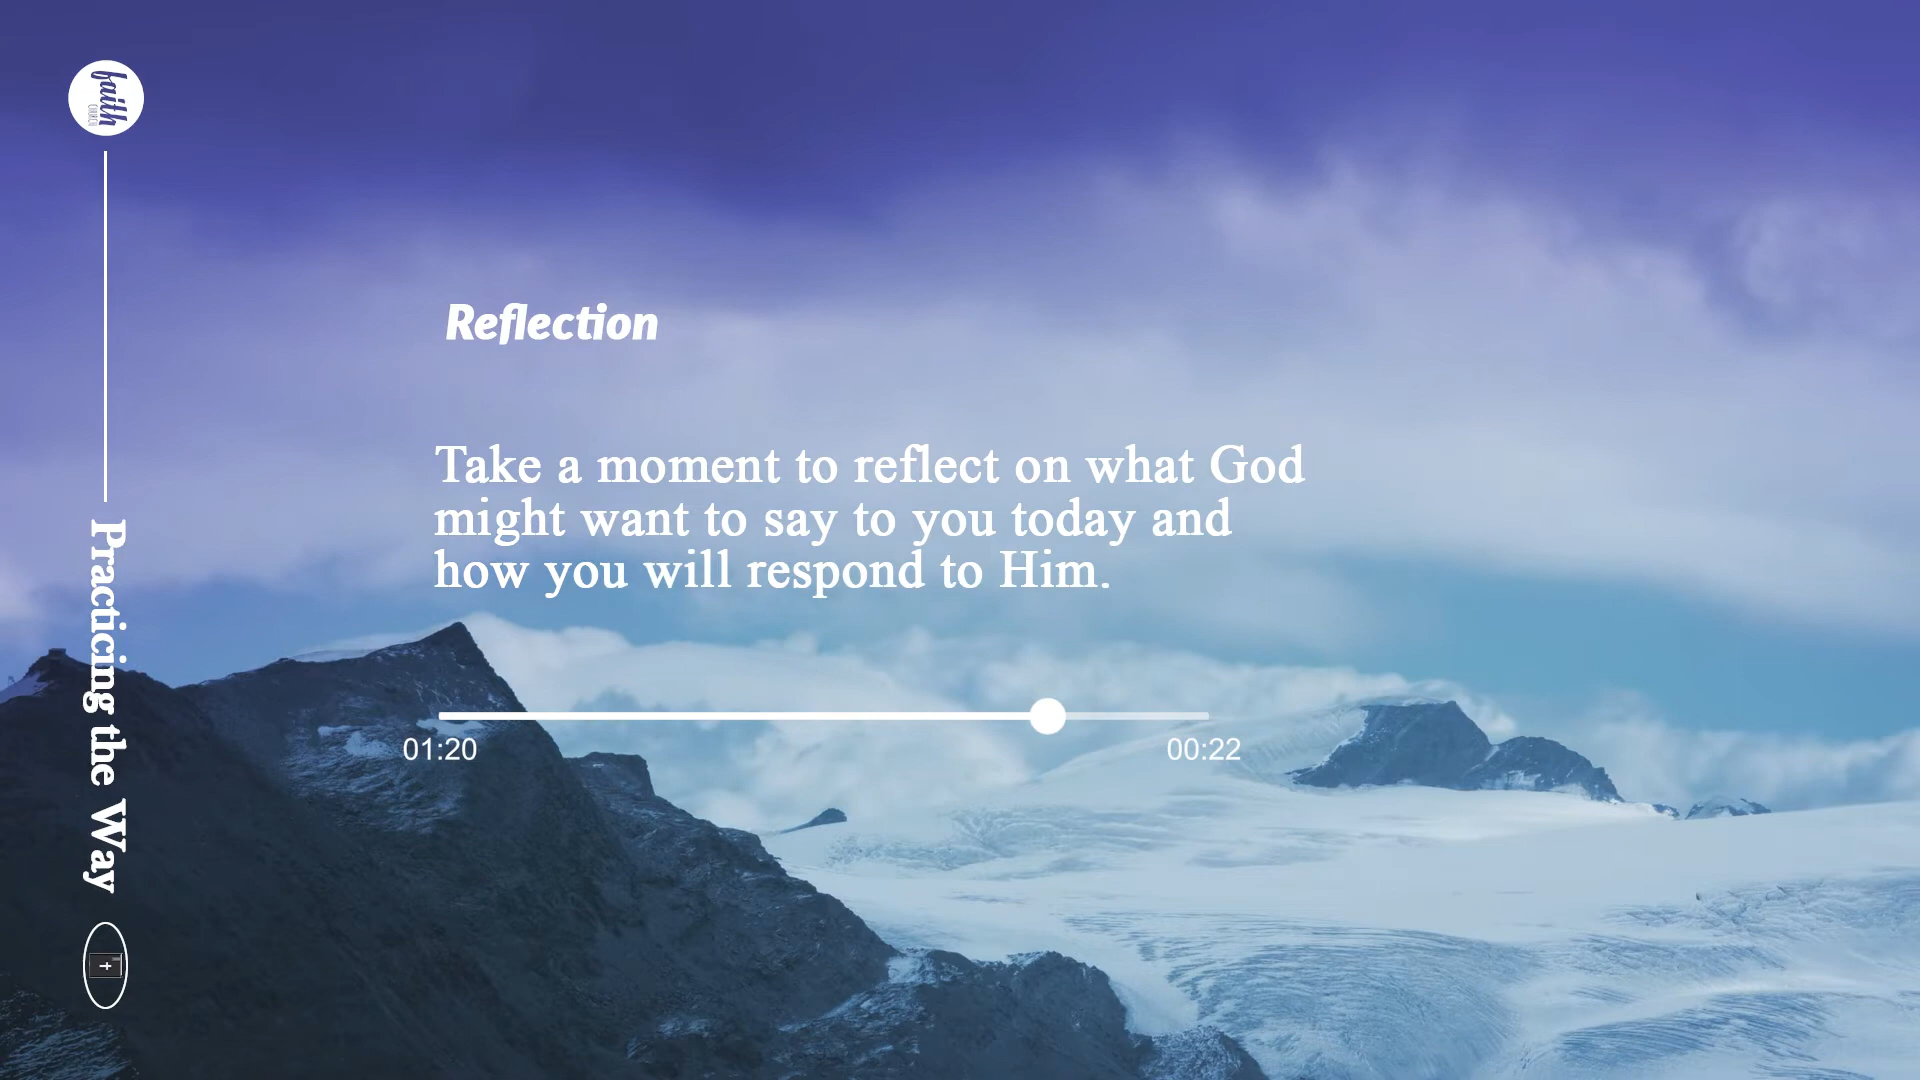 faith
CHURCH
Practicing the Way
Reflection
Take a moment to reflect on what God
might want to say to you today and
how you will respond to Him.
01:20
00:22